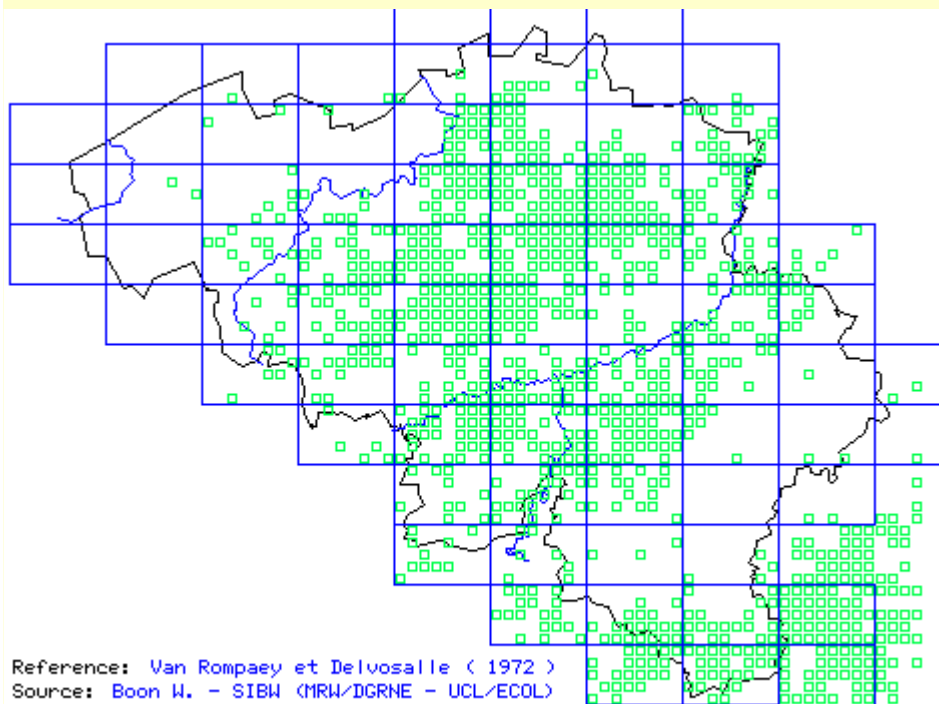 Reference: Van Rompaey et Delvosalle ( 1972 )
Source: Boon W. - SIBW (MRW/DGRNE - UCL/ECOL)